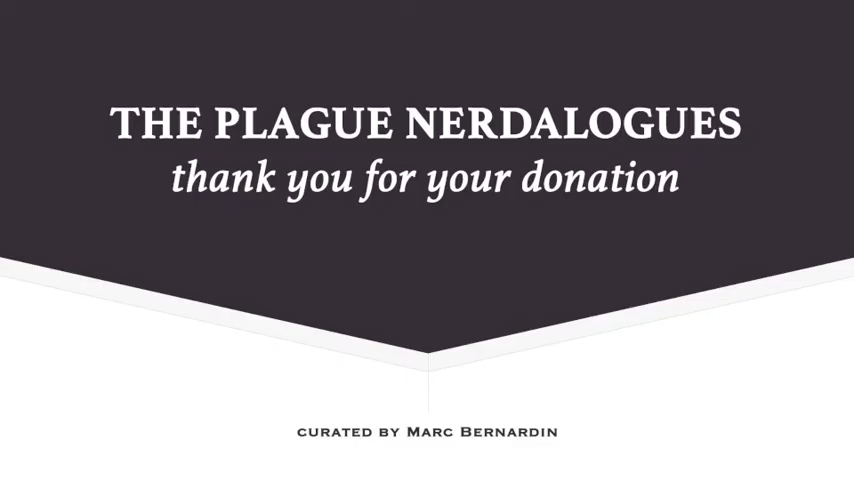 THE PLAGUE NERDALOGUES
thank you for your donation
CURATED BY MARC BERNARDIN